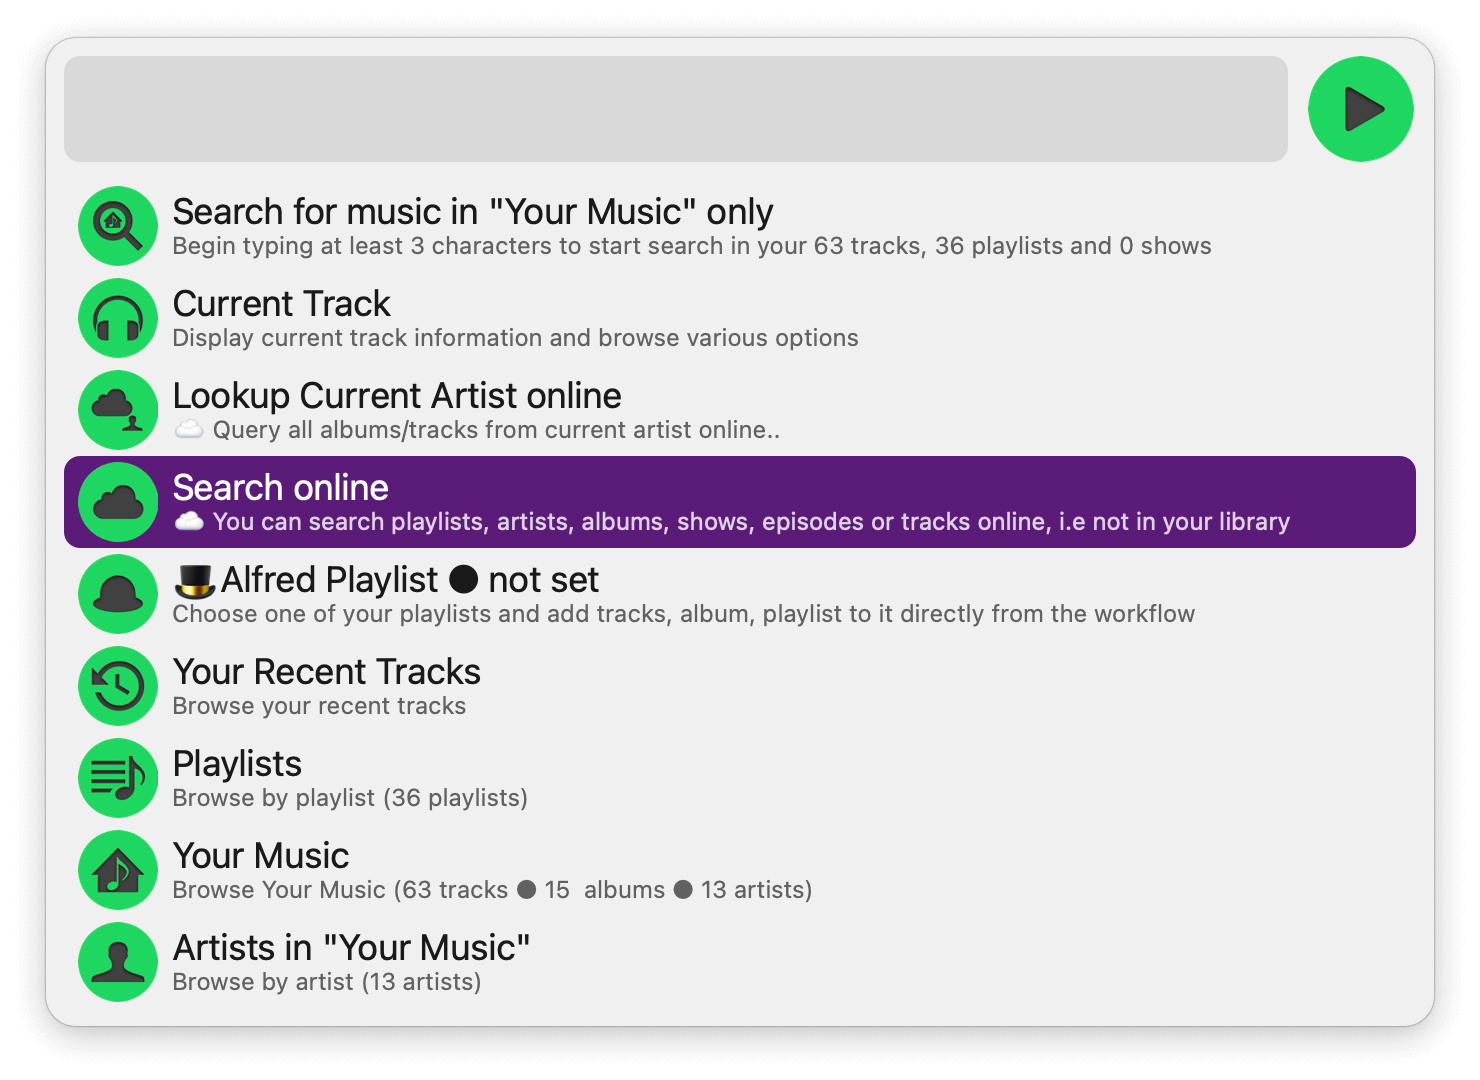 Search for music in "Your Music" only
Begin typing at least 3 characters to start search in your 63 tracks, 36 playlists and 0 shows
Current Track
Display current track information and browse various options
Lookup Current Artist online
☁️ Query all albums/tracks from current artist online..
Search online
☁️ You can search playlists, artists, albums, shows, episodes or tracks online, i.e not in your library
🎩Alfred Playlist ● not set
Choose one of your playlists and add tracks, album, playlist to it directly from the workflow
Your Recent Tracks
Browse your recent tracks
Playlists
Browse by playlist (36 playlists)
Your Music
Browse Your Music (63 tracks ● 15  albums ● 13 artists)
Artists in "Your Music"
Browse by artist (13 artists)